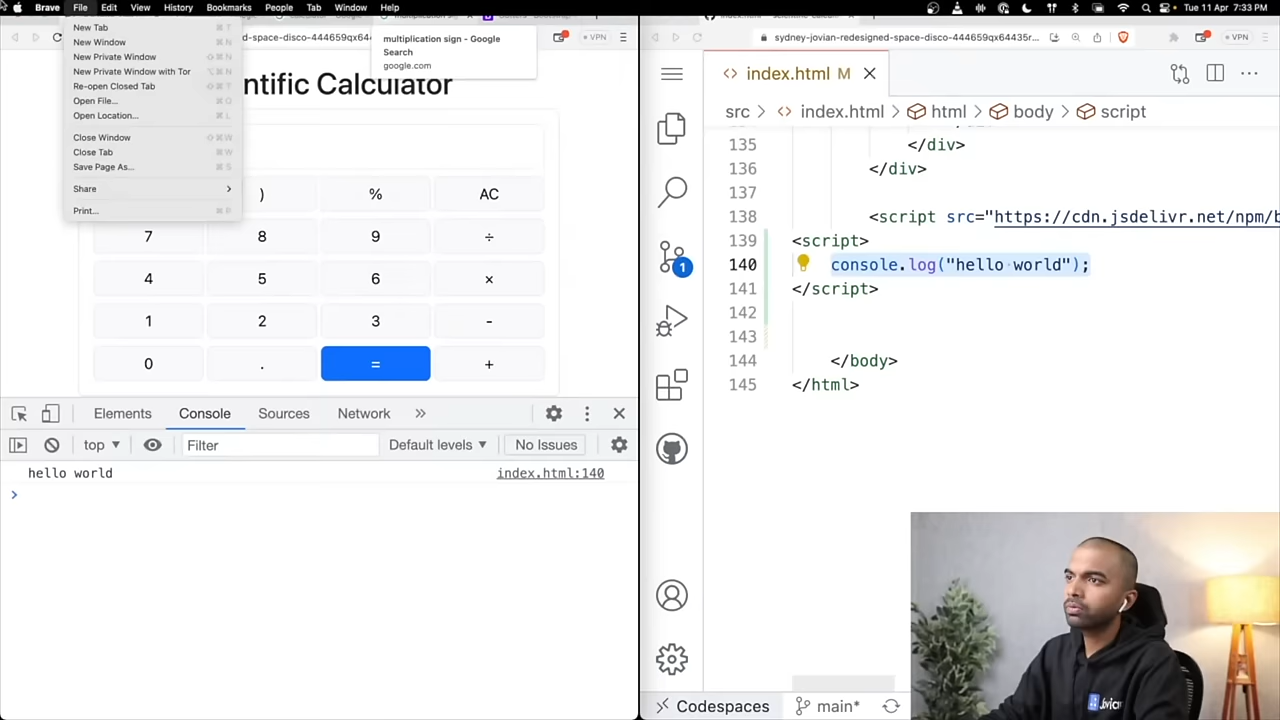 Brave File Edit View History Bookmarks People Tab Window Help Tue 11 Apr 7:33 PM
New Tab ⌘ T
New Window ⌘ N
New Private Window ⇧⌘ N
New Private Window with Tor ⌥⌘ N
Re-open Closed Tab ⇧⌘ T
Open File... ⌘ O
Open Location... ⌘ L
Close Window ⇧⌘ W
Close Tab ⌘ W
Save Page As... ⌘ S
Share
Print... ⌘ P
-space-disco-444659qx64... VPN
multiplication sign - Google
Search
google.com
ntific Calculator
) % AC
7 8 9 ÷
4 5 6 ×
1 2 3 -
0 . = +
Elements Console Sources Network »
top Filter Default levels No Issues
hello world index.html:140
>
sydney-jovian-redesigned-space-disco-444659qx64435r... VPN
<> index.html M
src > <> index.html > html > body > script
135 </div>
136 </div>
137
138 <script src="https://cdn.jsdelivr.net/npm/b
139 <script>
140 console.log("hello world");
141 </script>
142
143
144 </body>
145 </html>
1
Codespaces main*
Jovian